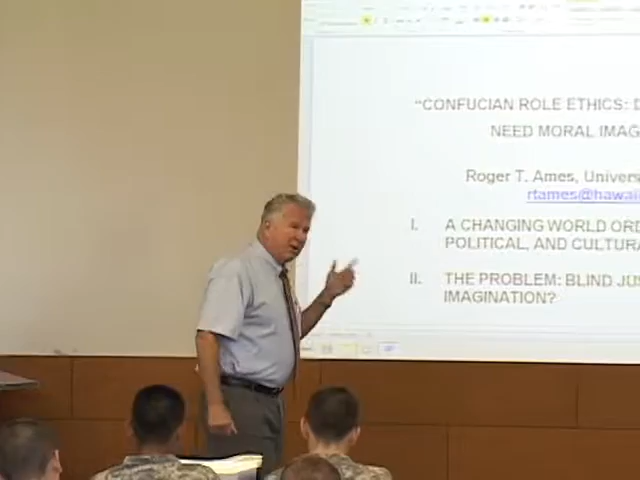 "CONFUCIAN ROLE ETHICS: D
NEED MORAL IMAG
Roger T. Ames, Univers
rtames@hawaii
I. A CHANGING WORLD ORD
POLITICAL, AND CULTURA
II. THE PROBLEM: BLIND JUS
IMAGINATION?